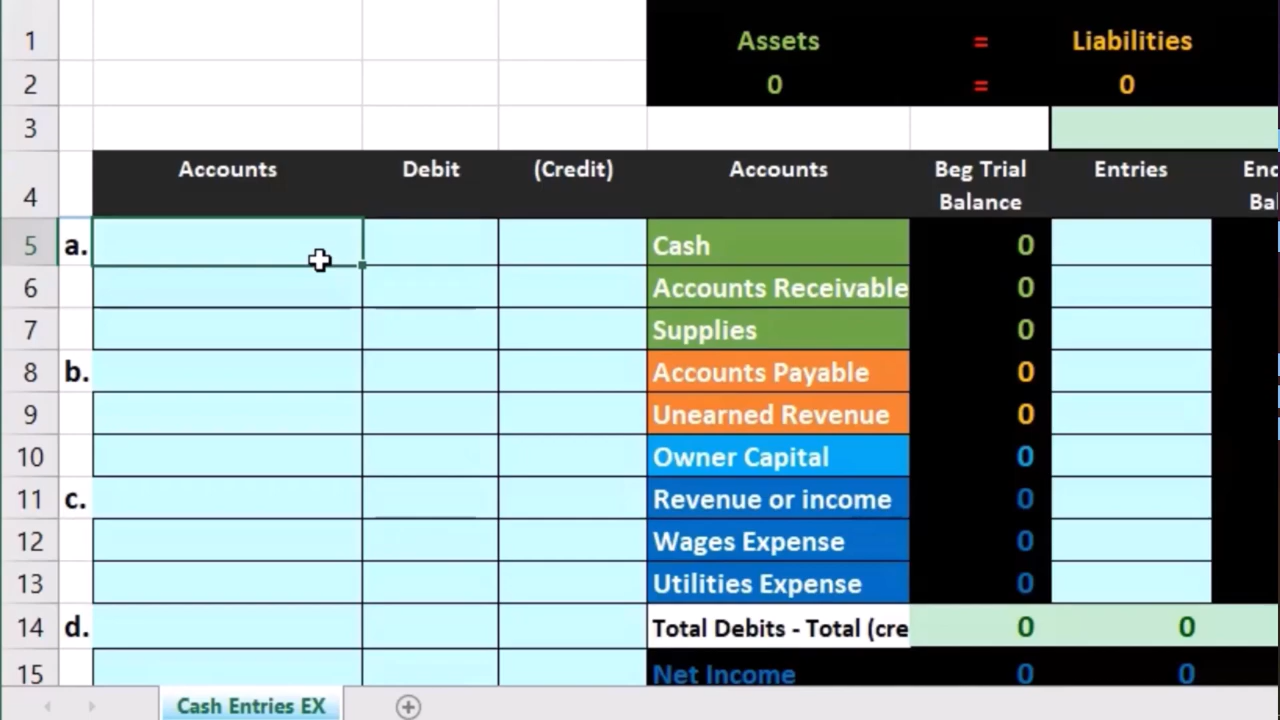 1 Assets = Liabilities
2 0 = 0
3
4 Accounts Debit (Credit) Accounts Beg Trial Balance Entries
5 a. Cash 0
6 Accounts Receivable 0
7 Supplies 0
8 b. Accounts Payable 0
9 Unearned Revenue 0
10 Owner Capital 0
11 c. Revenue or income 0
12 Wages Expense 0
13 Utilities Expense 0
14 d. Total Debits - Total (cre 0 0
15 Net Income 0 0
Cash Entries EX